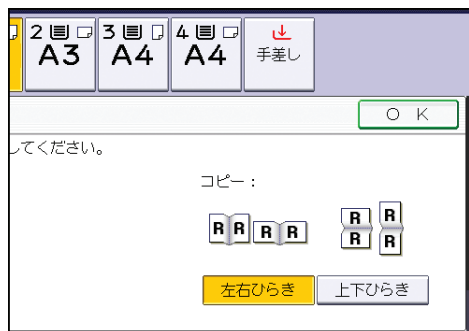 2 3 4
A3 A4 A4 手差し
OK
してください。
コピー：
R R R R R R R R
左右ひらき 上下ひらき